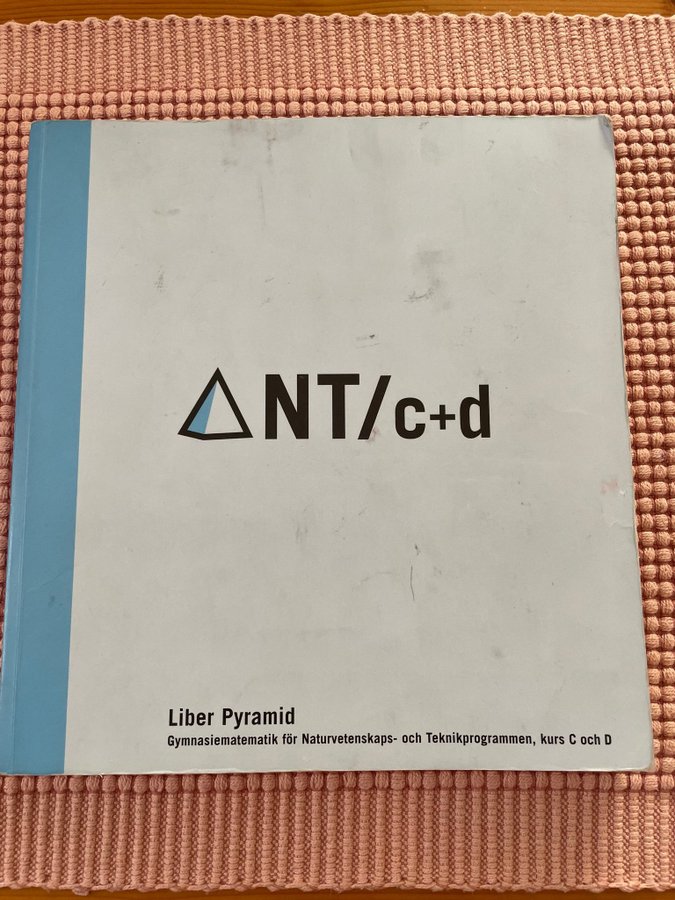 NT/c+d
Liber Pyramid
Gymnasiematematik för Naturvetenskaps- och Teknikprogrammen, kurs C och D